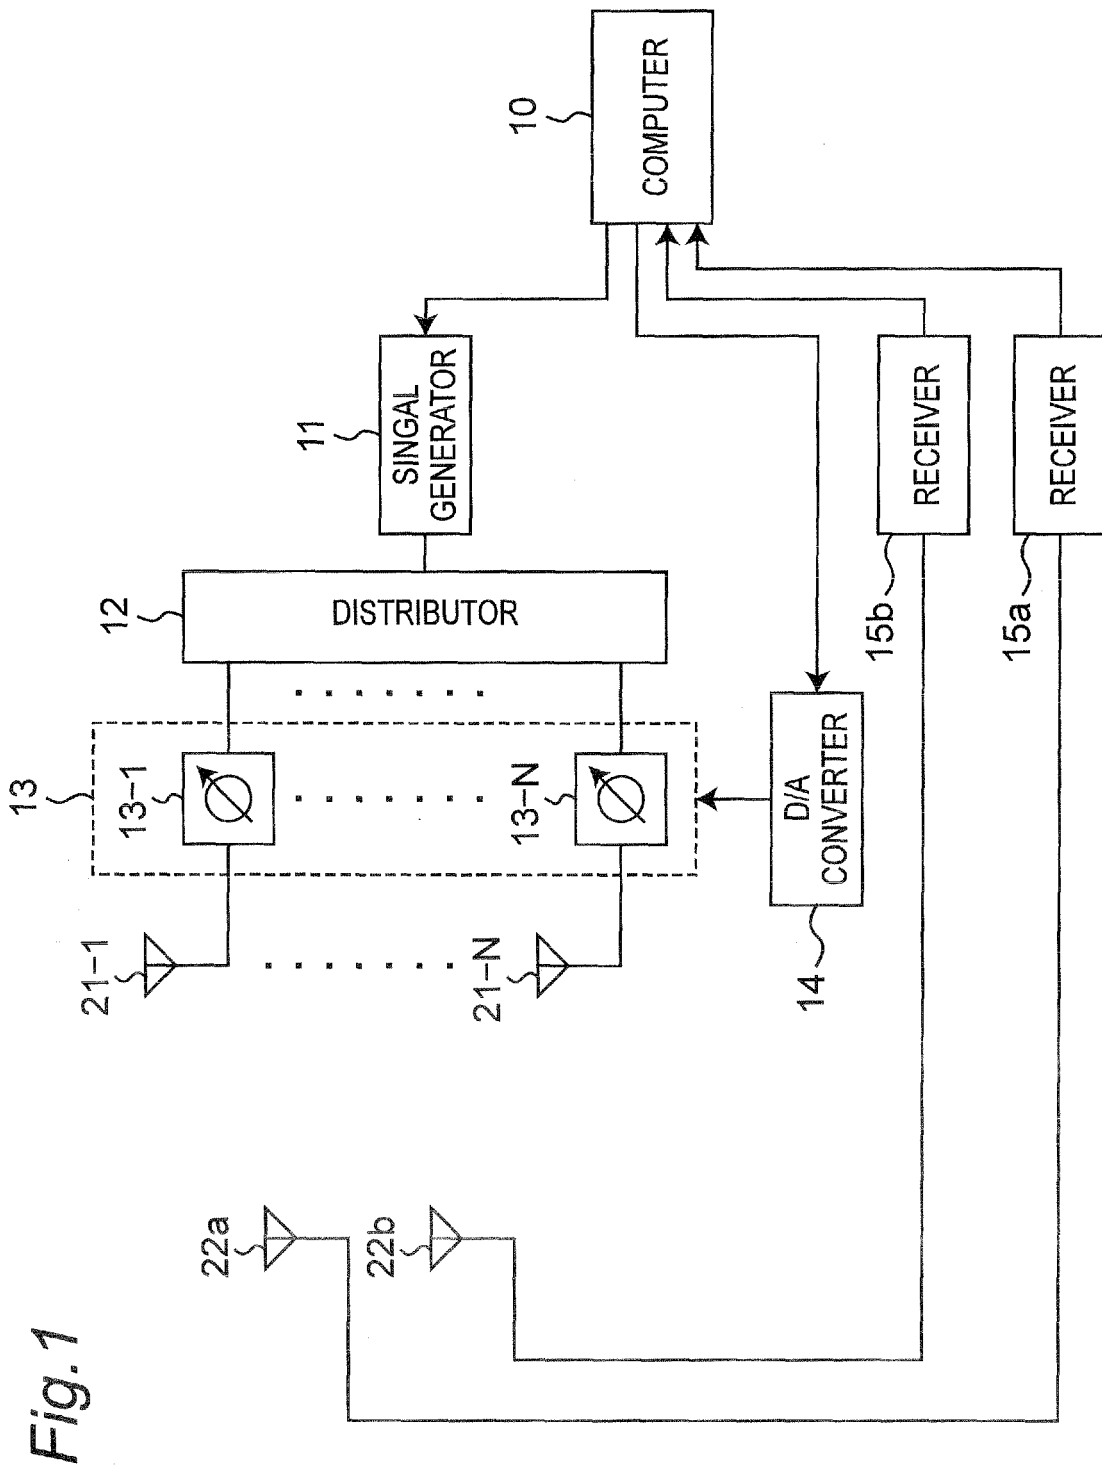 Fig.1
22a
22b
21-1
21-N
13
13-1
13-N
14
D/A
CONVERTER
12
DISTRIBUTOR
11
SINGAL
GENERATOR
15b
RECEIVER
15a
RECEIVER
10
COMPUTER